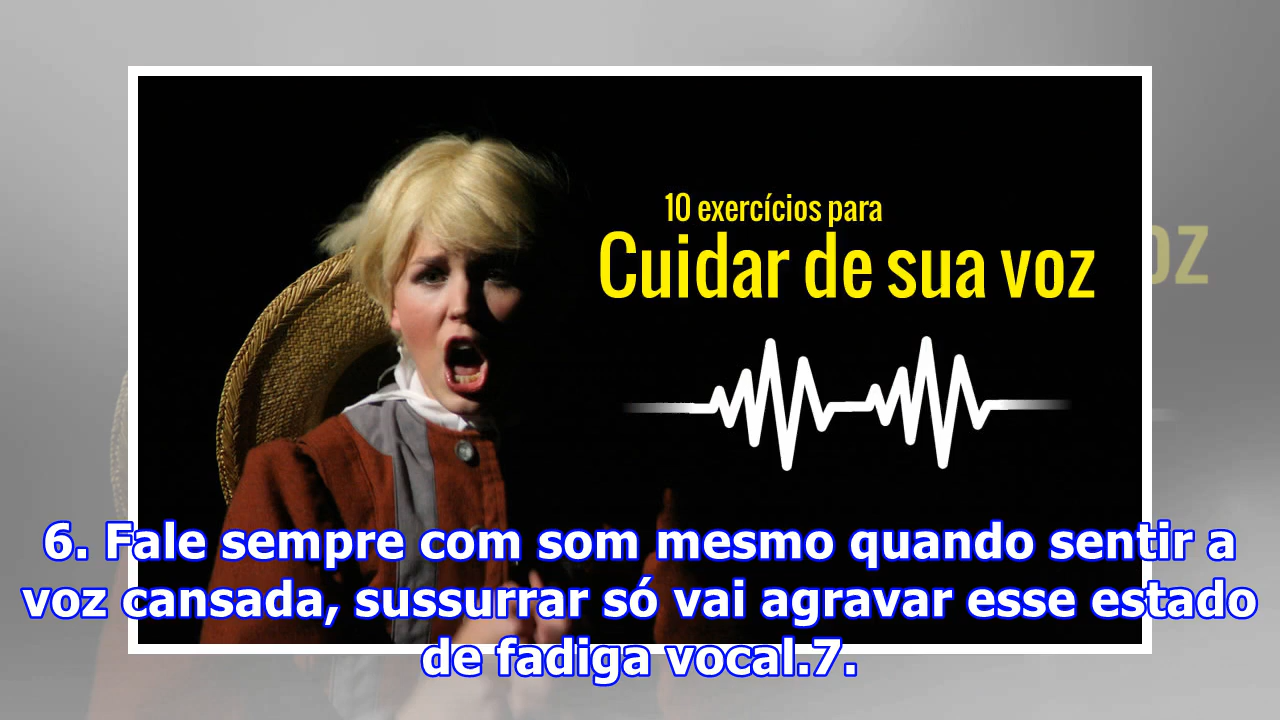 10 exercícios para
Cuidar de sua voz
oz
6. Fale sempre com som mesmo quando sentir a
voz cansada, sussurrar só vai agravar esse estado
de fadiga vocal.7.